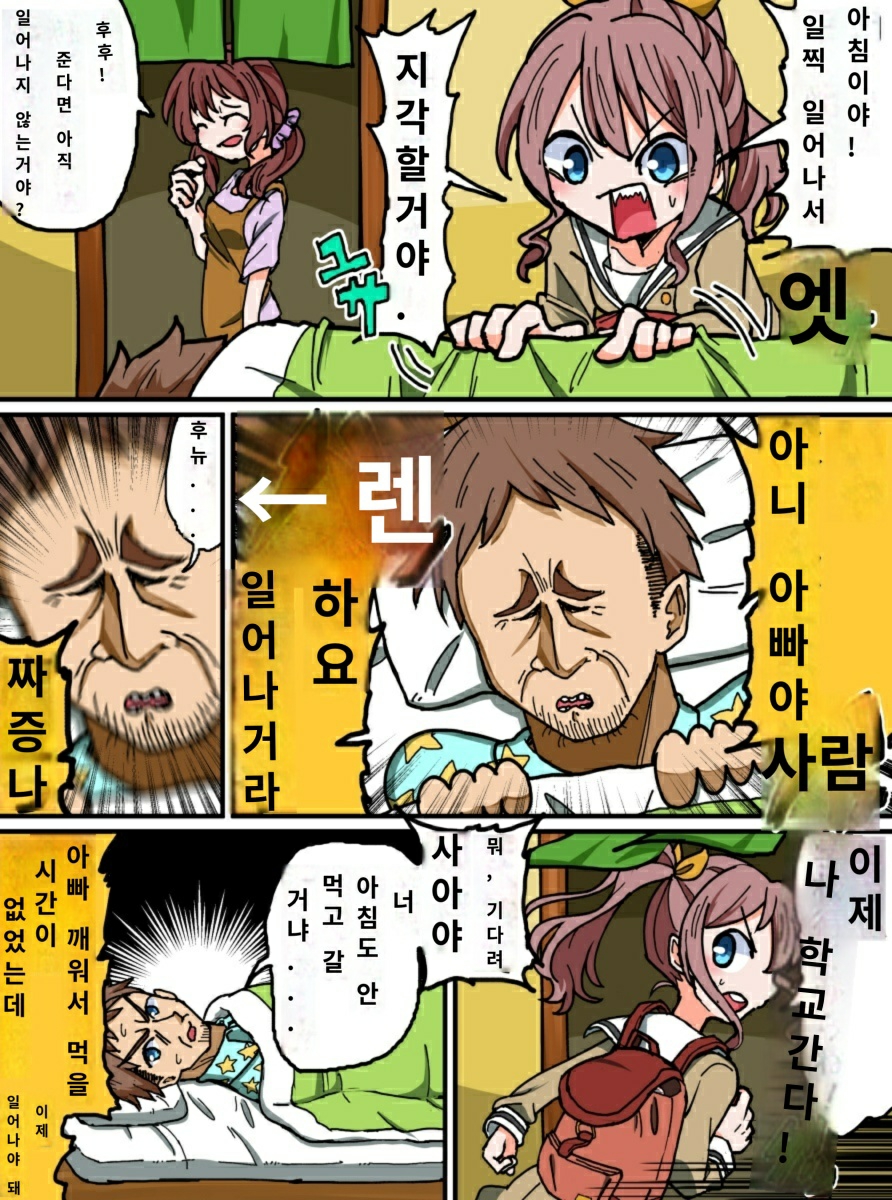 아침이야!
일찍 일어나서
엣
지각할거야.
후후!
준다면 아직
일어나지 않는거야?
아니 아빠야
사람
렌
←
하요
일어나거라
후뉴...
짜증나
이제
나 학교간다!
뭐, 기다려
사아야
너
아침도 안
먹고 갈
거냐....
아빠 깨워서 먹을
시간이
없었는데
이제
일어나야 돼